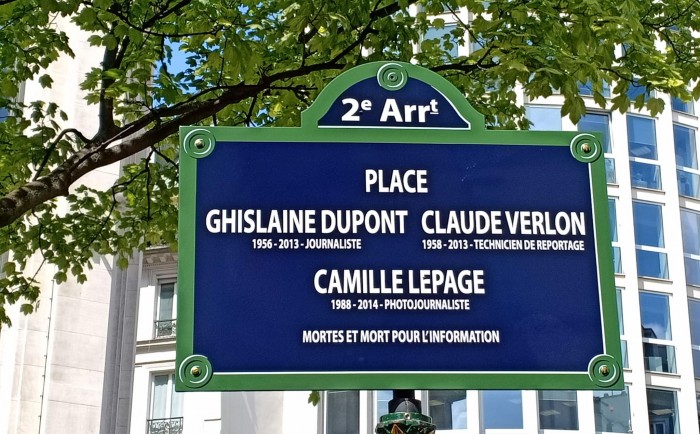 2e Arrt
PLACE
GHISLAINE DUPONT CLAUDE VERLON
1956 - 2013 - JOURNALISTE 1958 - 2013 - TECHNICIEN DE REPORTAGE
CAMILLE LEPAGE
1988 - 2014 - PHOTOJOURNALISTE
MORTES ET MORT POUR L'INFORMATION